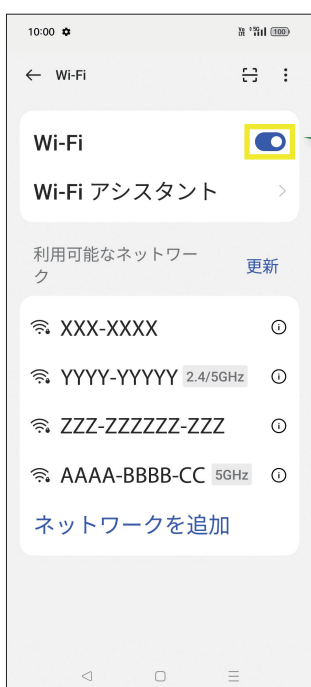 10:00
5G 100
Wi-Fi
Wi-Fi
Wi-Fi アシスタント
利用可能なネットワー
ク
更新
XXX-XXXX
YYYY-YYYYY 2.4/5GHz
ZZZ-ZZZZZZ-ZZZ
AAAA-BBBB-CC 5GHz
ネットワークを追加